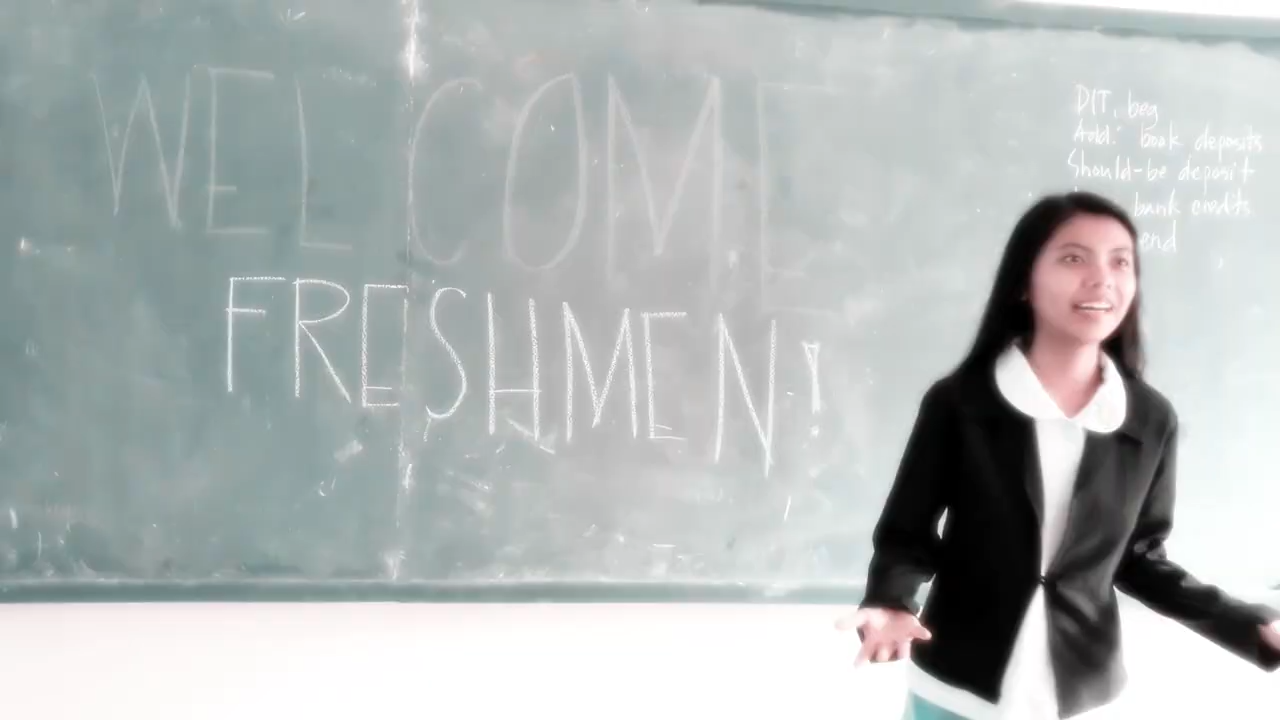 WELCOME
FRESHMEN!
DIT, beg
Add: book deposits
Should-be deposit
bank credits
end